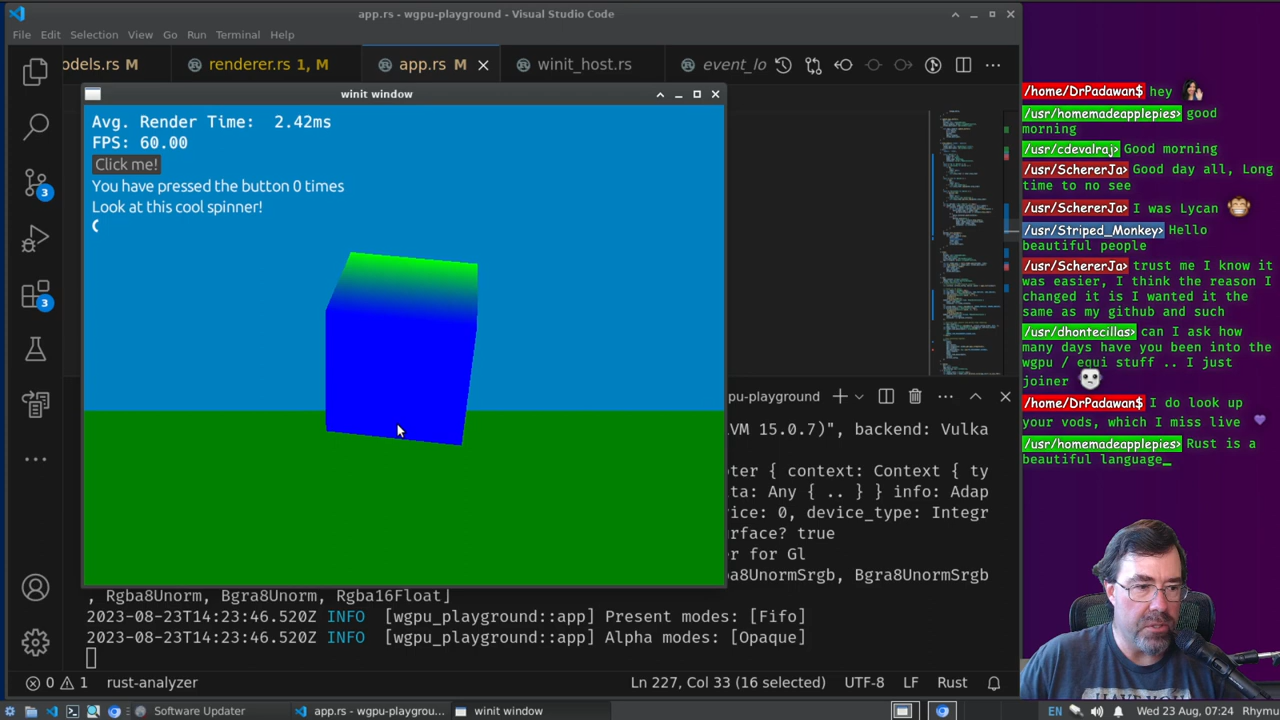 app.rs - wgpu-playground - Visual Studio Code
File Edit Selection View Go Run Terminal Help
odels.rs M
renderer.rs 1, M
app.rs M
winit_host.rs
event_lo
winit window
Avg. Render Time: 2.42ms
FPS: 60.00
Click me!
You have pressed the button 0 times
Look at this cool spinner!
3
3
pu-playground
VM 15.0.7)", backend: Vulka
ter { context: Context { ty
ta: Any { .. } } info: Adap
ice: 0, device_type: Integr
rface? true
r for Gl
a8UnormSrgb, Bgra8UnormSrgb
, Rgba8Unorm, Bgra8Unorm, Rgba16Float]
2023-08-23T14:23:46.520Z INFO [wgpu_playground::app] Present modes: [Fifo]
2023-08-23T14:23:46.520Z INFO [wgpu_playground::app] Alpha modes: [Opaque]
0 1 rust-analyzer
Ln 227, Col 33 (16 selected) UTF-8 LF Rust
Software Updater
app.rs - wgpu-playgrou...
winit window
EN
Wed 23 Aug, 07:24 Rhymu
/home/DrPadawan$ hey
/usr/homemadeapplepies> good
morning
/usr/cdevalraj> Good morning
/usr/SchererJa> Good day all, Long
time to no see
/usr/SchererJa> I was Lycan
/usr/Striped_Monkey> Hello
beautiful people
/usr/SchererJa> trust me I know it
was easier, I think the reason I
changed it is I wanted it the
same as my github and such
/usr/dhontecillas> can I ask how
many days have you been into the
wgpu / equi stuff .. I just
joiner
/home/DrPadawan$ I do look up
your vods, which I miss live
/usr/homemadeapplepies> Rust is a
beautiful language_